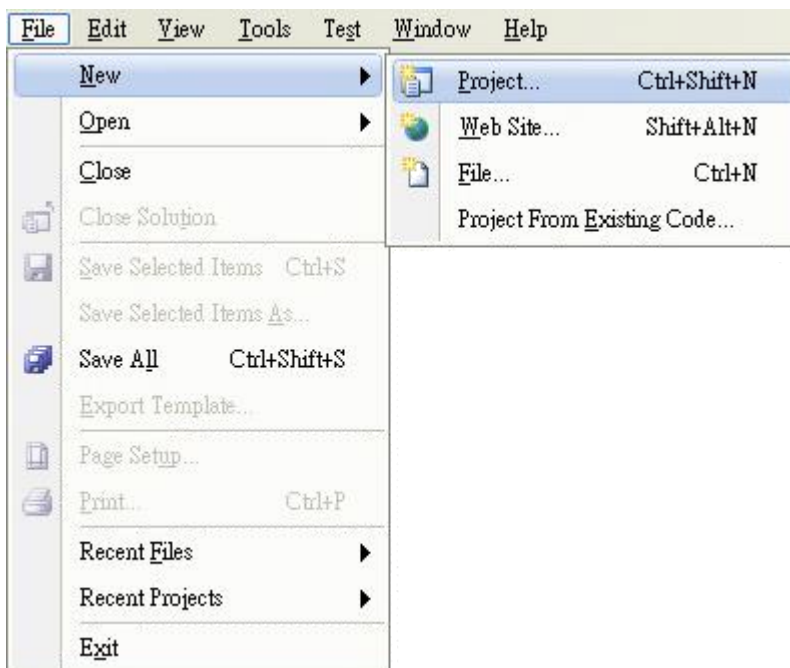 File Edit View Tools Test Window Help
New
Open
Close
Close Solution
Save Selected Items Ctrl+S
Save Selected Items As...
Save All Ctrl+Shift+S
Export Template...
Page Setup...
Print... Ctrl+P
Recent Files
Recent Projects
Exit
Project... Ctrl+Shift+N
Web Site... Shift+Alt+N
File... Ctrl+N
Project From Existing Code...